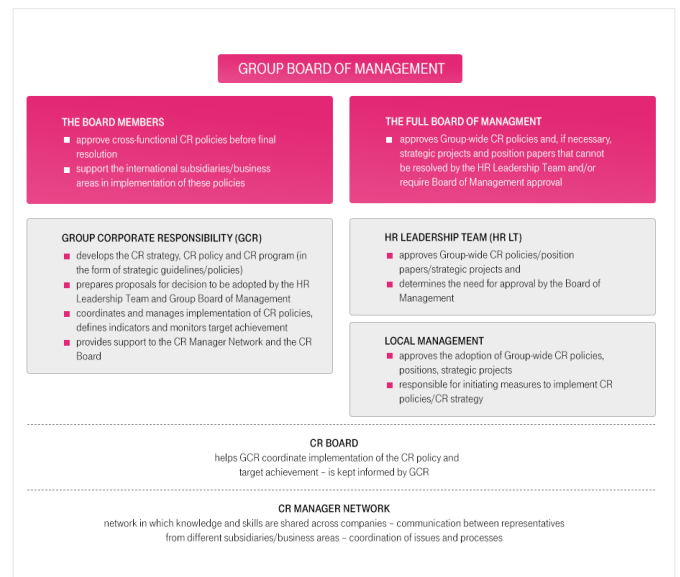 GROUP BOARD OF MANAGEMENT
THE BOARD MEMBERS
approve cross-functional CR policies before final
resolution
support the international subsidiaries/business
areas in implementation of these policies
THE FULL BOARD OF MANAGMENT
approves Group-wide CR policies and, if necessary,
strategic projects and position papers that cannot
be resolved by the HR Leadership Team and/or
require Board of Management approval
GROUP CORPORATE RESPONSIBILITY (GCR)
develops the CR strategy, CR policy and CR program (in
the form of strategic guidelines/policies)
prepares proposals for decision to be adopted by the HR
Leadership Team and Group Board of Management
coordinates and manages implementation of CR policies,
defines indicators and monitors target achievement
provides support to the CR Manager Network and the CR
Board
HR LEADERSHIP TEAM (HR LT)
approves Group-wide CR policies/position
papers/strategic projects and
determines the need for approval by the Board of
Management
LOCAL MANAGEMENT
approves the adoption of Group-wide CR policies,
positions, strategic projects
responsible for initiating measures to implement CR
policies/CR strategy
CR BOARD
helps GCR coordinate implementation of the CR policy and
target achievement – is kept informed by GCR
CR MANAGER NETWORK
network in which knowledge and skills are shared across companies – communication between representatives
from different subsidiaries/business areas – coordination of issues and processes